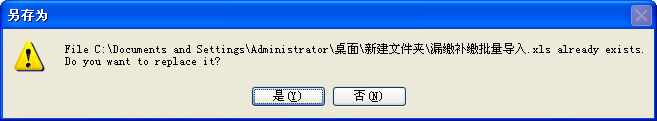 另存为
File C:\Documents and Settings\Administrator\桌面\新建文件夹\漏缴补缴批量导入.xls already exists.
Do you want to replace it?
是(Y) 否(N)